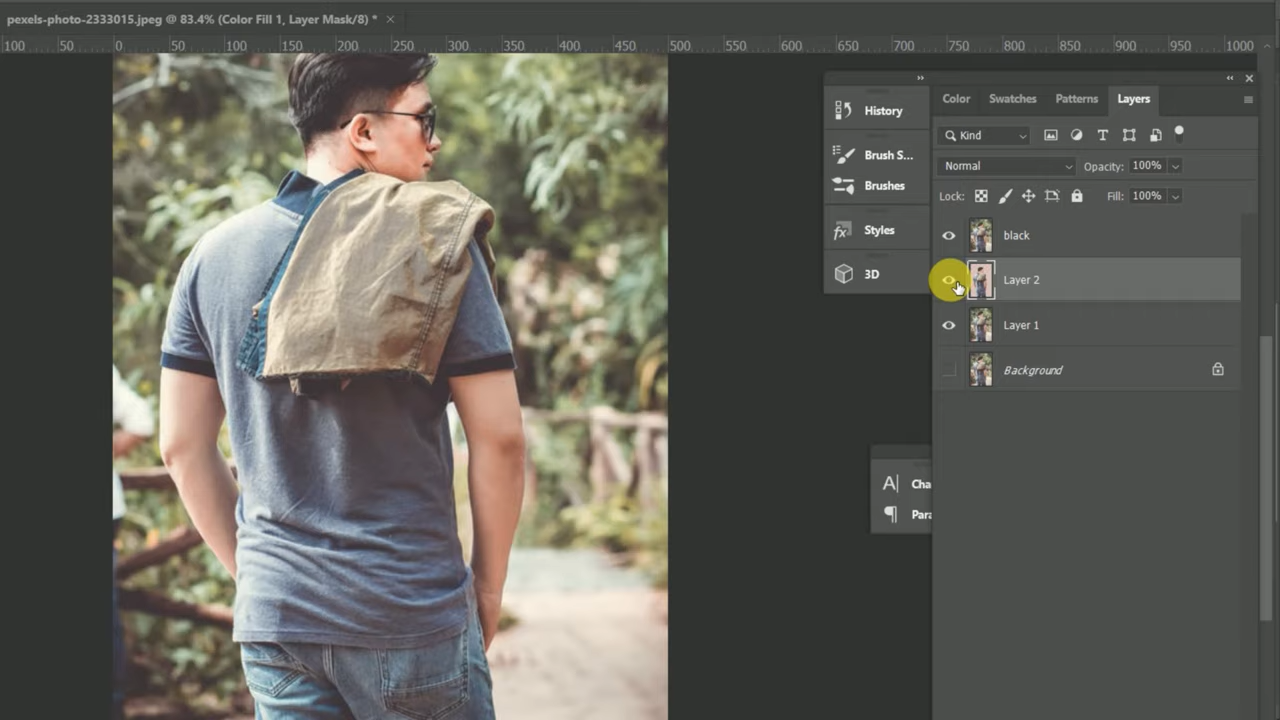 pexels-photo-2333015.jpeg @ 83.4% (Color Fill 1, Layer Mask/8) *
100 50 0 50 100 150 200 250 300 350 400 450 500 550 600 650 700 750 800 850 900 950 1000
History
Brush S...
Brushes
Styles
3D
Color Swatches Patterns Layers
Kind
Normal Opacity: 100%
Lock: Fill: 100%
black
Layer 2
Layer 1
Background
Cha
Para